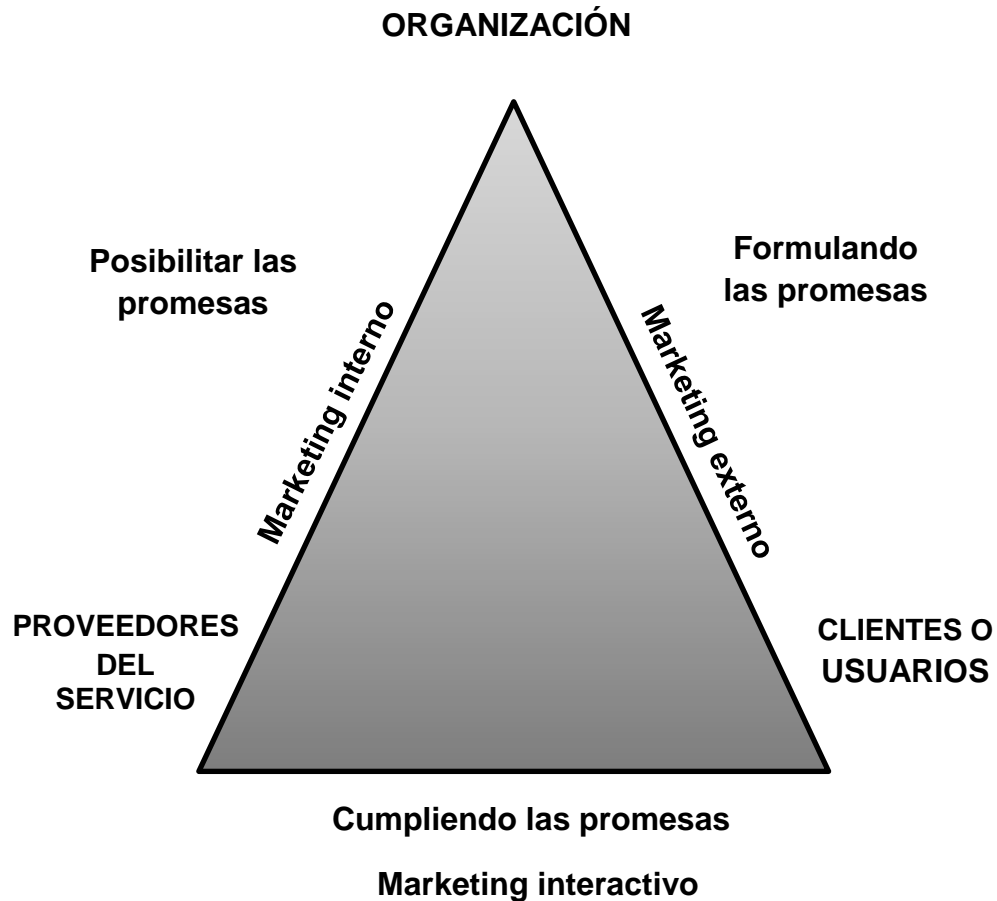 ORGANIZACIÓN
Posibilitar las
promesas
Formulando
las promesas
Marketing interno
Marketing externo
PROVEEDORES
DEL
SERVICIO
CLIENTES O
USUARIOS
Cumpliendo las promesas
Marketing interactivo